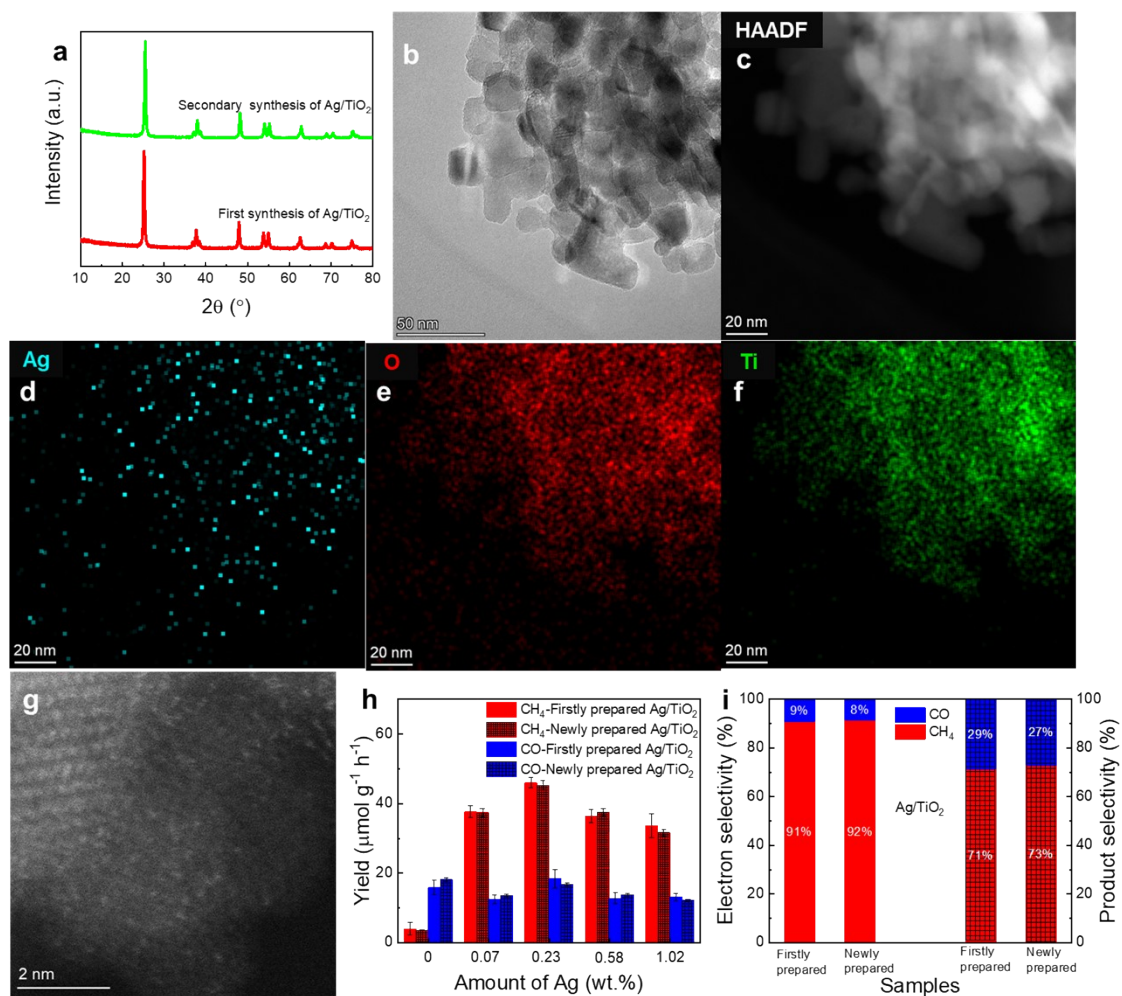 a
Intensity (a.u.)
Secondary synthesis of Ag/TiO₂
First synthesis of Ag/TiO₂
10 20 30 40 50 60 70 80
2θ (°)
b
50 nm
HAADF
c
20 nm
Ag
d
20 nm
O
e
20 nm
Ti
f
20 nm
g
2 nm
h
CH₄-Firstly prepared Ag/TiO₂
CH₄-Newly prepared Ag/TiO₂
CO-Firstly prepared Ag/TiO₂
CO-Newly prepared Ag/TiO₂
Yield (μmol g⁻¹ h⁻¹)
60
40
20
0
0 0.07 0.23 0.58 1.02
Amount of Ag (wt.%)
i
Electron selectivity (%)
100
80
60
40
20
0
9% 8%
CO
CH₄
29% 27%
Ag/TiO₂
91% 92%
71% 73%
100
80
60
40
20
0
Product selectivity (%)
Firstly
prepared
Newly
prepared
Firstly
prepared
Newly
prepared
Samples